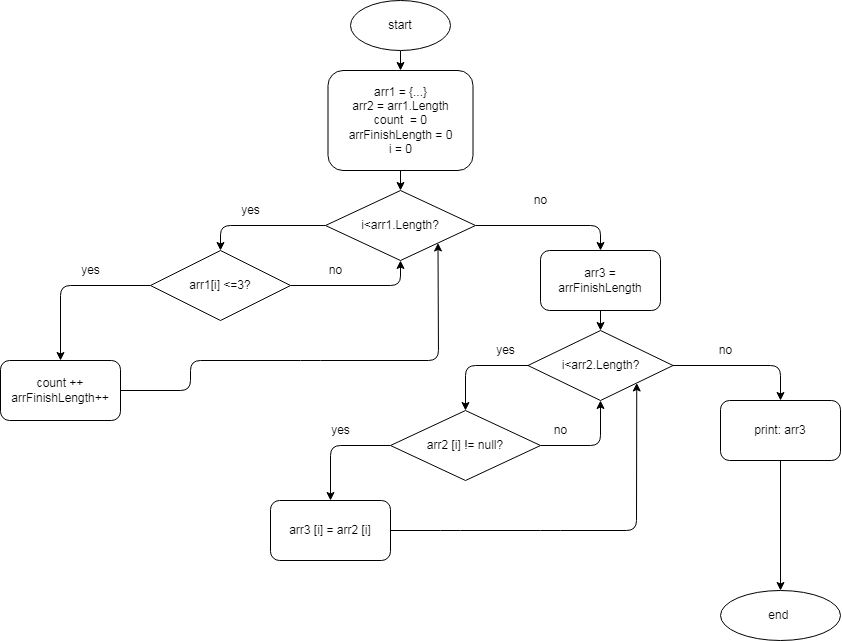 start
arr1 = {...}
arr2 = arr1.Length
count  = 0
arrFinishLength = 0
i = 0
i<arr1.Length?
yes
no
arr1[i] <=3?
yes
no
count ++
arrFinishLength++
arr3 =
arrFinishLength
i<arr2.Length?
yes
no
arr2 [i] != null?
yes
no
arr3 [i] = arr2 [i]
print: arr3
end